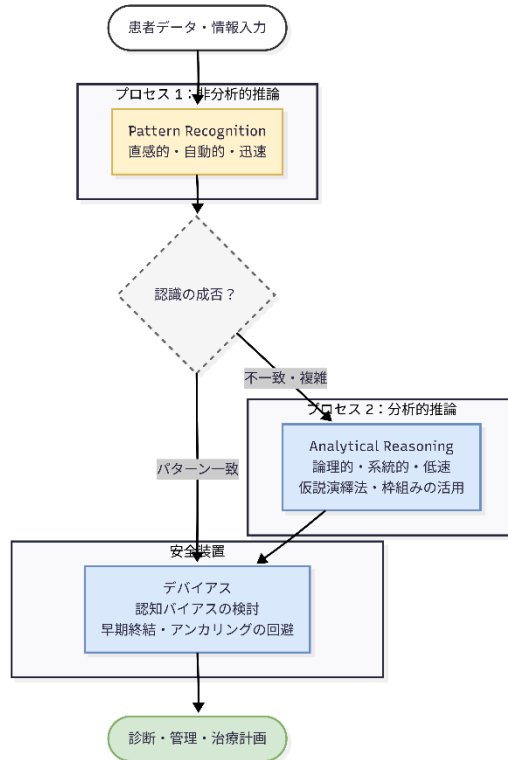 患者データ・情報入力
プロセス 1：非分析的推論
Pattern Recognition
直感的・自動的・迅速
認識の成否？
不一致・複雑
プロセス 2：分析的推論
Analytical Reasoning
論理的・系統的・低速
仮説演繹法・枠組みの活用
パターン一致
安全装置
デバイアス
認知バイアスの検討
早期終結・アンカリングの回避
診断・管理・治療計画